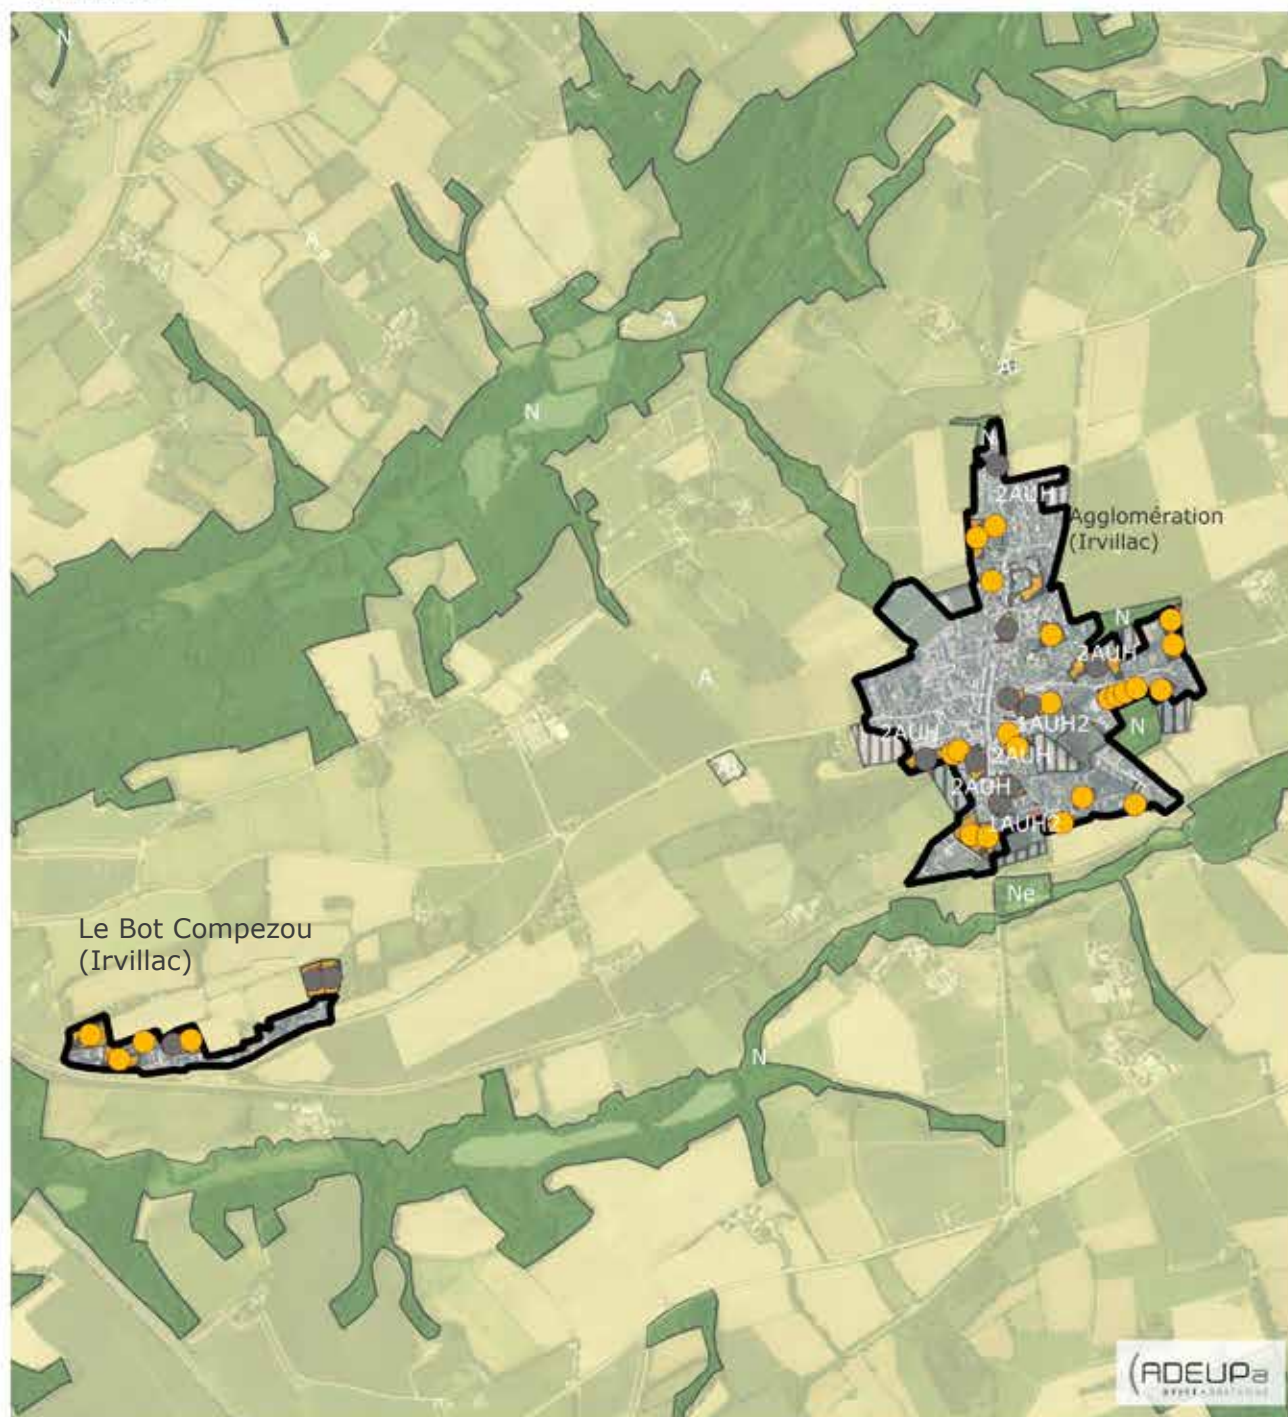 N
A
A
N
A
N
2AUH
Agglomération
(Irvillac)
N
2AUH
A
N
1AUH2
2AUH
2AUH
2AUH
1AUH2
Ne
Le Bot Compezou
(Irvillac)
N
ADEUPa